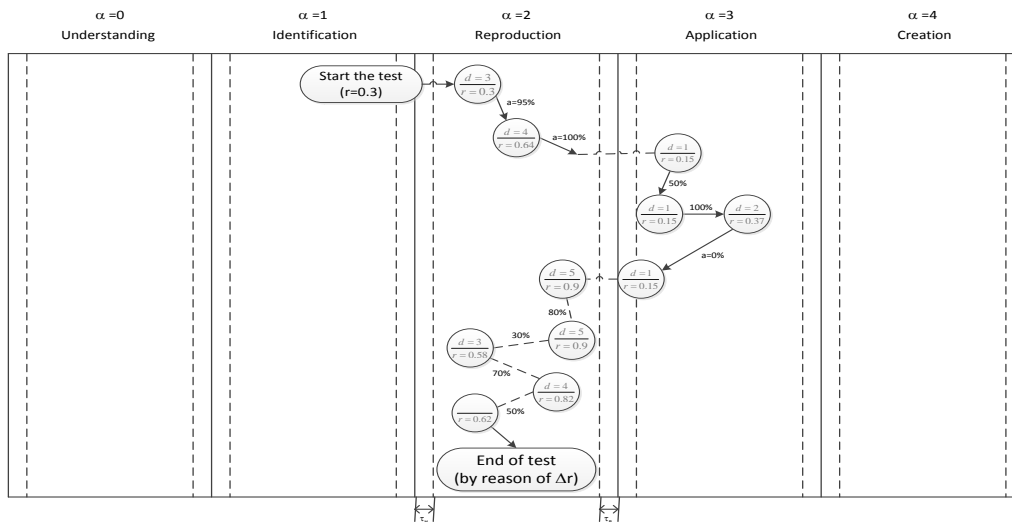 α =0
Understanding
α =1
Identification
α =2
Reproduction
α =3
Application
α =4
Creation
Start the test
(r=0.3)
d = 3
r = 0.3
a=95%
d = 4
r = 0.64
a=100%
d = 1
r = 0.15
50%
d = 1
r = 0.15
100%
d = 2
r = 0.37
a=0%
d = 1
r = 0.15
d = 5
r = 0.9
80%
d = 5
r = 0.9
30%
d = 3
r = 0.58
70%
d = 4
r = 0.82
50%
r = 0.62
End of test
(by reason of Δr)